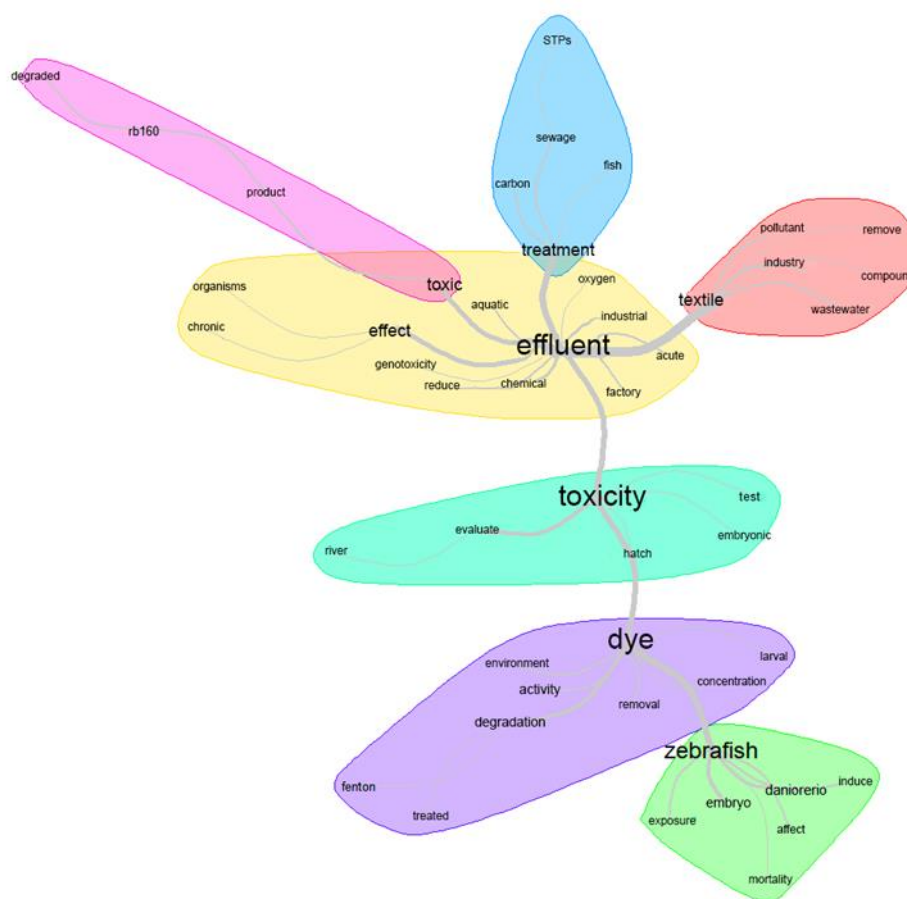 STPs
degraded
rb160
sewage
fish
carbon
product
pollutant
remove
treatment
industry
compoun
toxic
textile
wastewater
organisms
oxygen
aquatic
industrial
chronic
effect
effluent
acute
genotoxicity
reduce
chemical
factory
toxicity
test
evaluate
embryonic
river
hatch
dye
larval
environment
concentration
activity
removal
degradation
zebrafish
fenton
daniorerio
induce
embryo
treated
exposure
affect
mortality